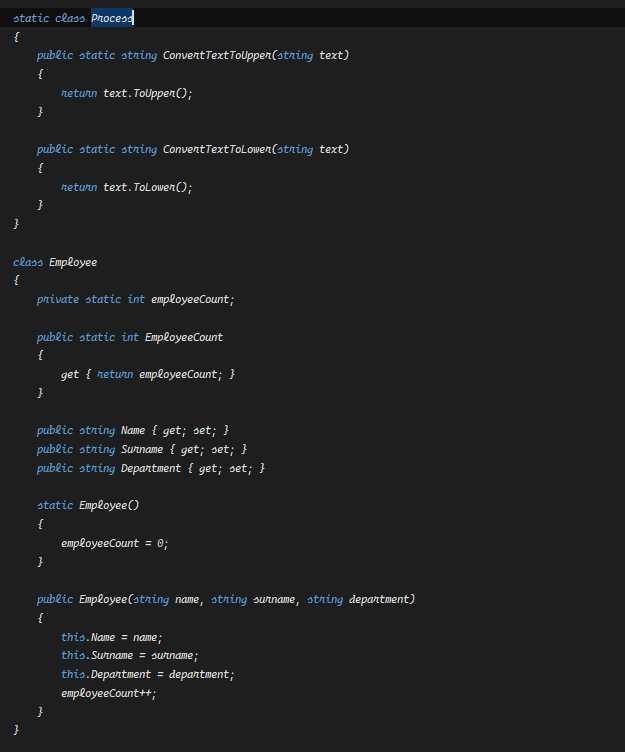 static class Process
{
    public static string ConvertTextToUpper(string text)
    {
        return text.ToUpper();
    }

    public static string ConvertTextToLower(string text)
    {
        return text.ToLower();
    }
}

class Employee
{
    private static int employeeCount;

    public static int EmployeeCount
    {
        get { return employeeCount; }
    }

    public string Name { get; set; }
    public string Surname { get; set; }
    public string Department { get; set; }

    static Employee()
    {
        employeeCount = 0;
    }

    public Employee(string name, string surname, string department)
    {
        this.Name = name;
        this.Surname = surname;
        this.Department = department;
        employeeCount++;
    }
}